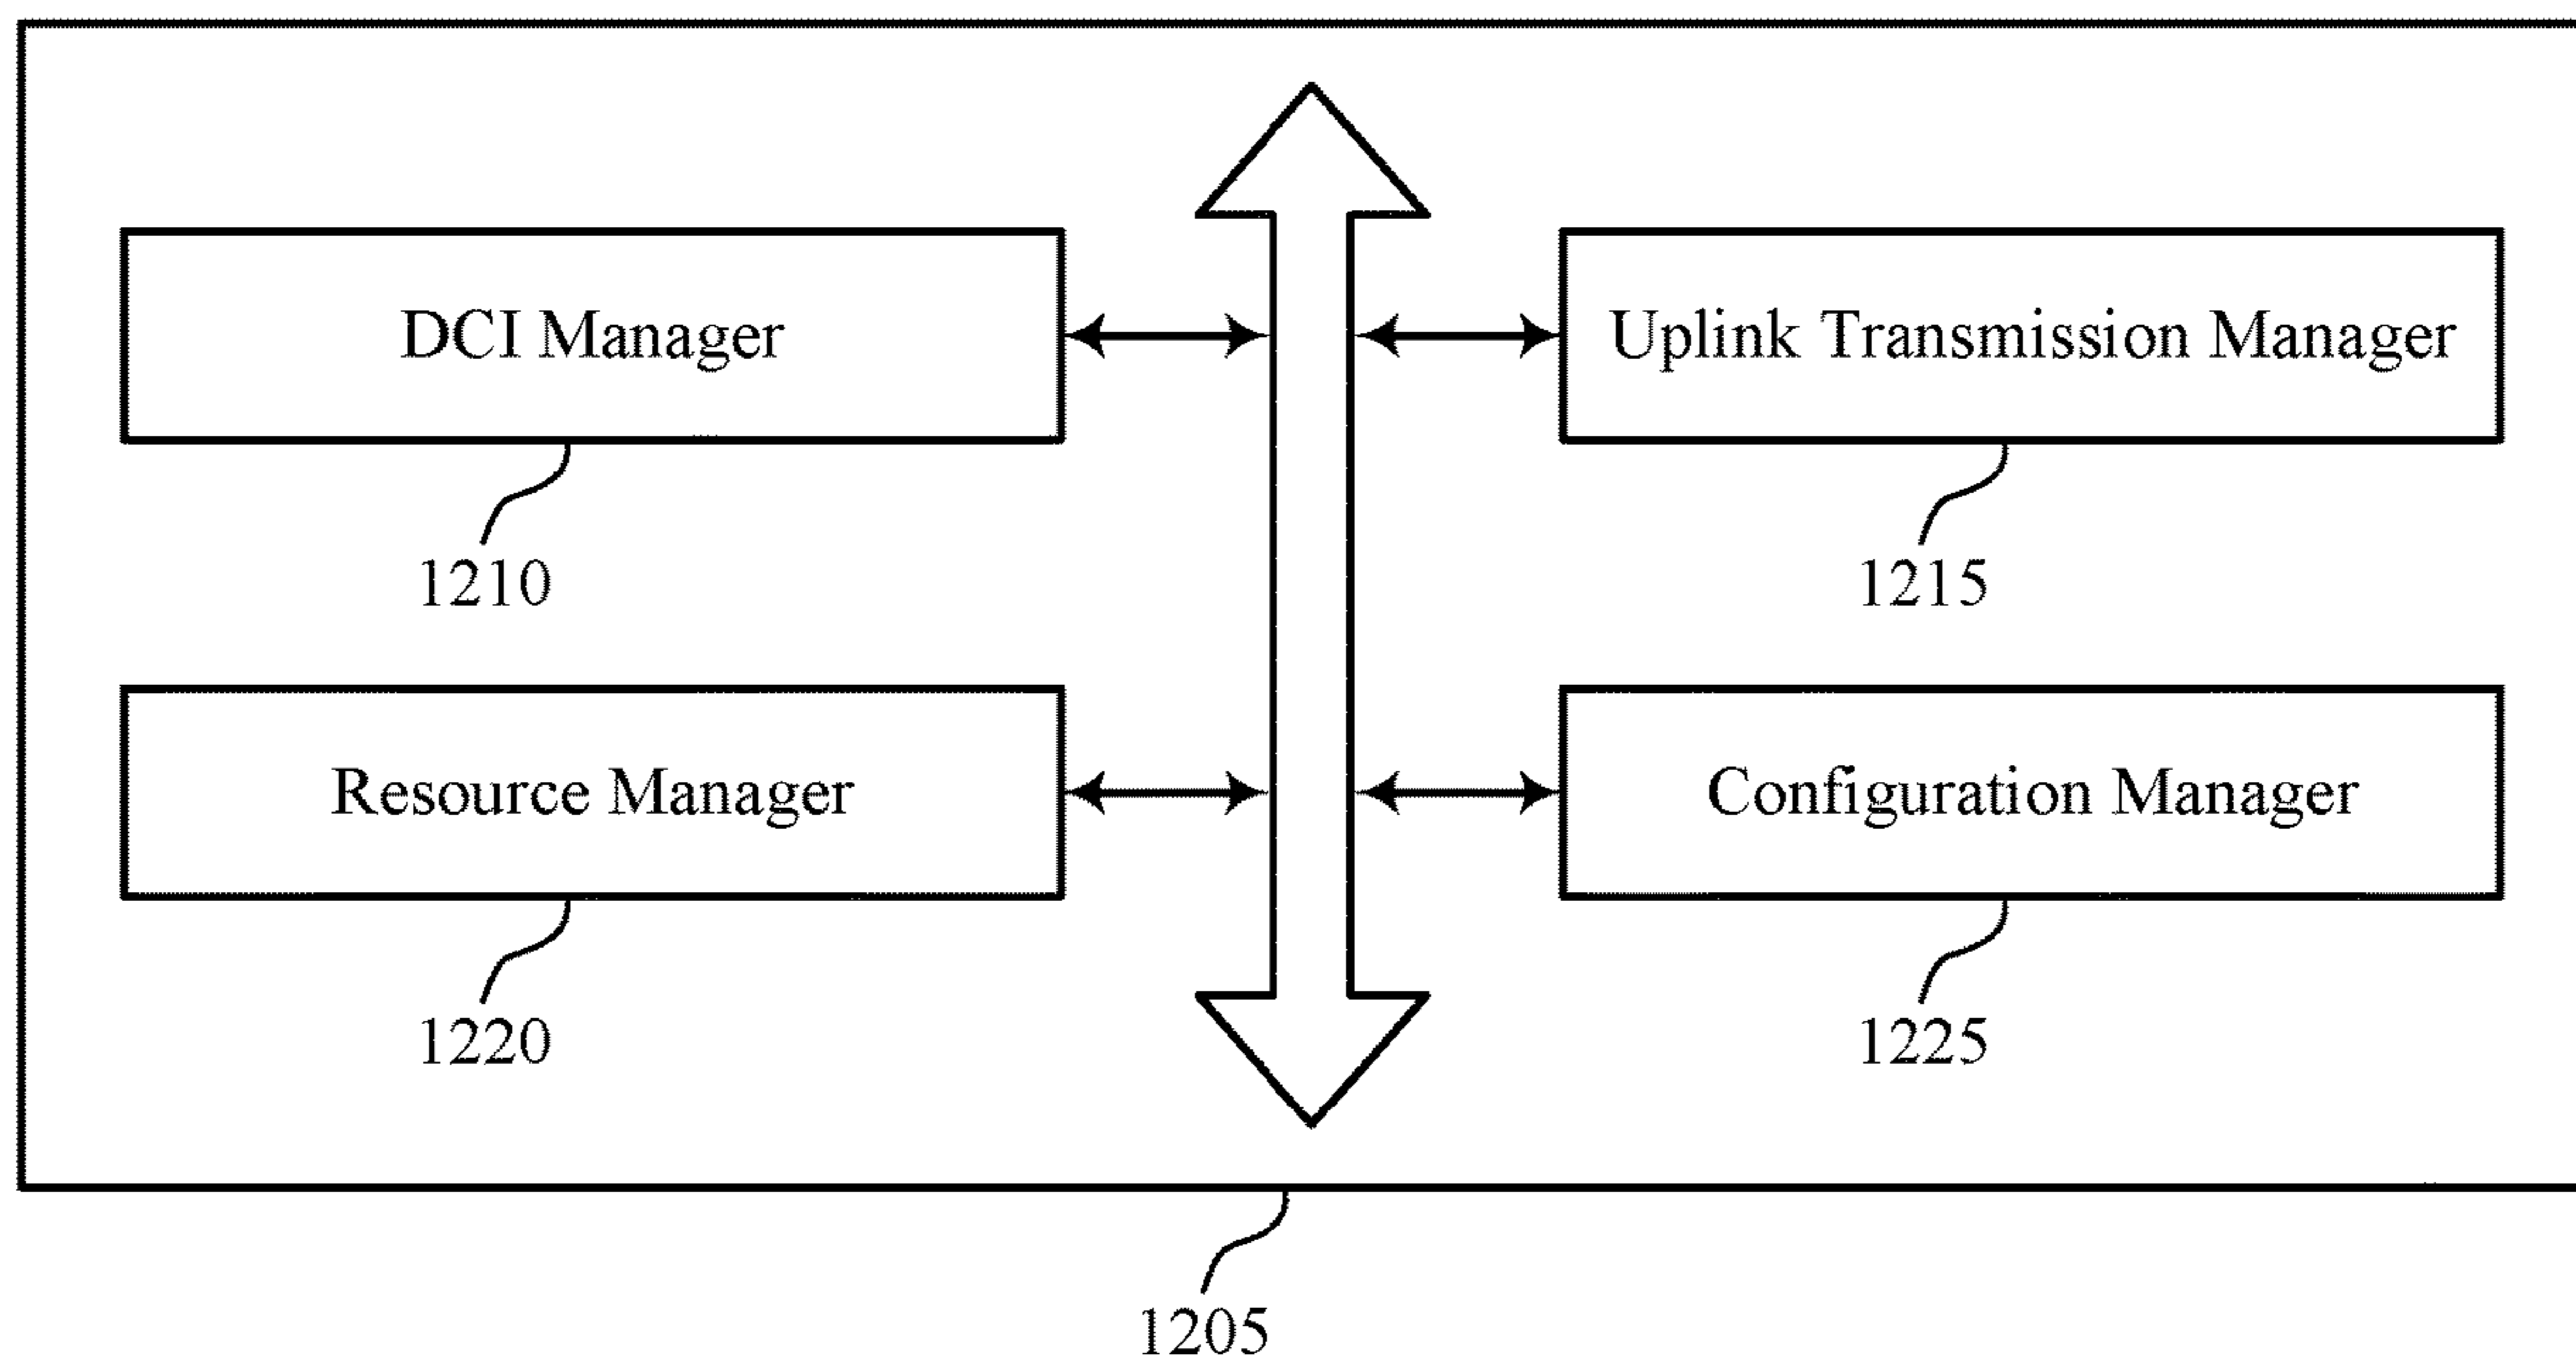 DCI Manager
Uplink Transmission Manager
1210
1215
Resource Manager
Configuration Manager
1220
1225
1205